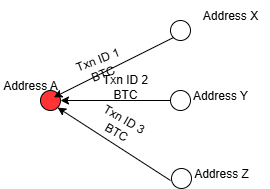 Address X
Txn ID 1
BTC
Address A
Txn ID 2
BTC
Address Y
Txn ID 3
BTC
Address Z